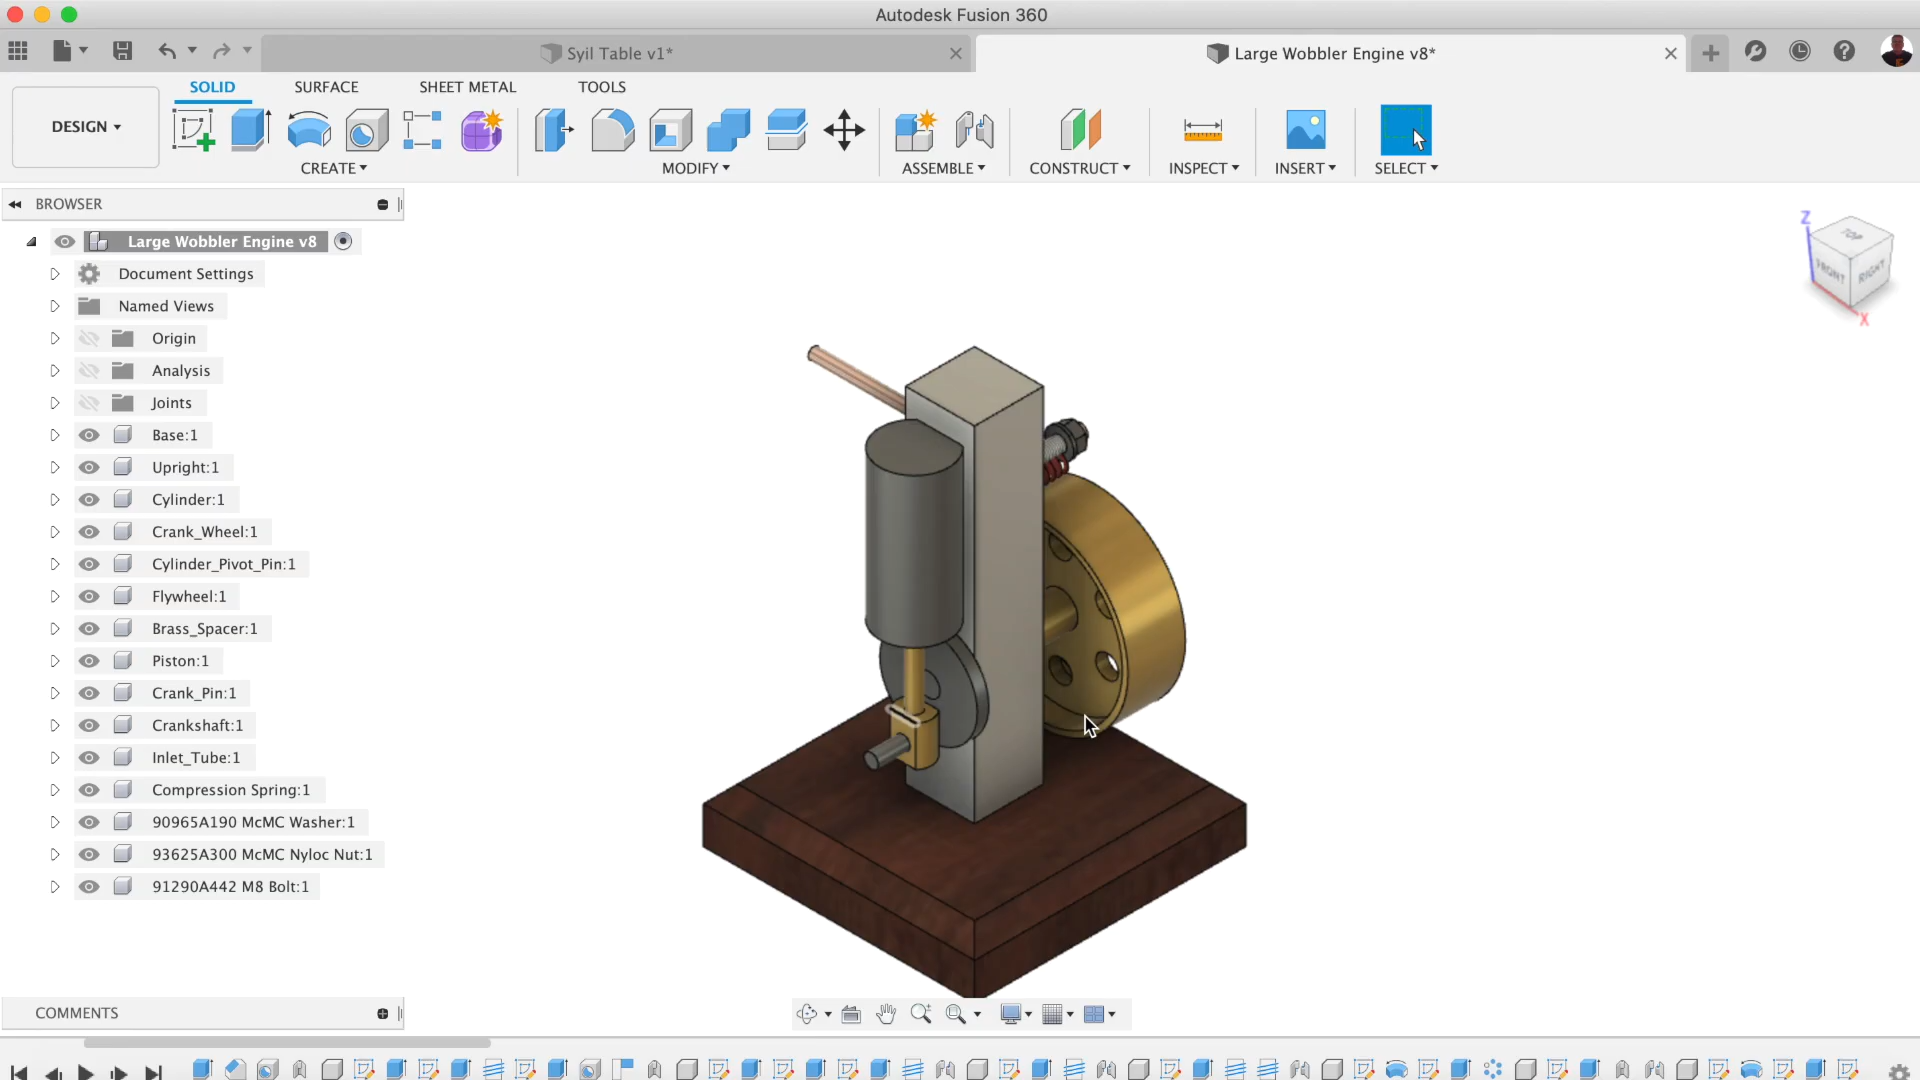 Autodesk Fusion 360
Syil Table v1*
Large Wobbler Engine v8*
SOLID
SURFACE
SHEET METAL
TOOLS
DESIGN
CREATE
MODIFY
ASSEMBLE
CONSTRUCT
INSPECT
INSERT
SELECT
BROWSER
Large Wobbler Engine v8
Document Settings
Named Views
Origin
Analysis
Joints
Base:1
Upright:1
Cylinder:1
Crank_Wheel:1
Cylinder_Pivot_Pin:1
Flywheel:1
Brass_Spacer:1
Piston:1
Crank_Pin:1
Crankshaft:1
Inlet_Tube:1
Compression Spring:1
90965A190 McMC Washer:1
93625A300 McMC Nyloc Nut:1
91290A442 M8 Bolt:1
Z
TOP
FRONT
RIGHT
X
COMMENTS